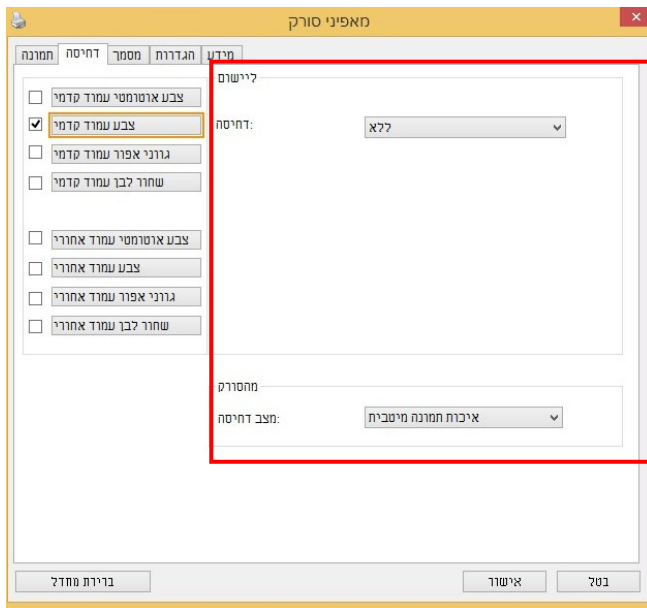 מאפיני סורק
תמונה
דחיסה
מסמך
הגדרות
מידע
צבע אוטומטי עמוד קדמי
צבע עמוד קדמי
גווני אפור עמוד קדמי
שחור לבן עמוד קדמי
צבע אוטומטי עמוד אחורי
צבע עמוד אחורי
גווני אפור עמוד אחורי
שחור לבן עמוד אחורי
ליישום
דחיסה:
ללא
מהסורק
מצב דחיסה:
איכות תמונה מיטבית
ברירת מחדל
אישור
בטל